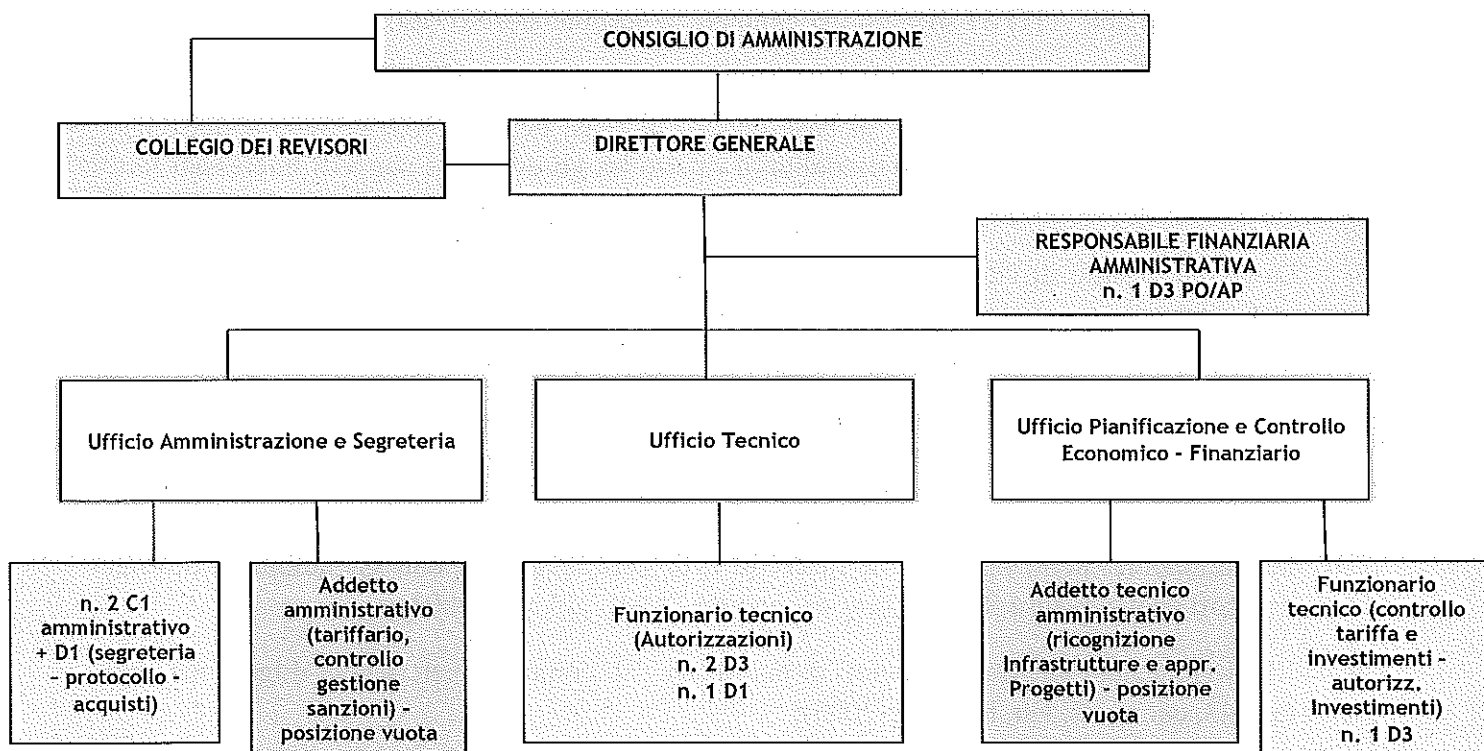 CONSIGLIO DI AMMINISTRAZIONE
COLLEGIO DEI REVISORI
DIRETTORE GENERALE
RESPONSABILE FINANZIARIA
AMMINISTRATIVA
n. 1 D3 PO/AP
Ufficio Amministrazione e Segreteria
Ufficio Tecnico
Ufficio Pianificazione e Controllo
Economico - Finanziario
n. 2 C1
amministrativo
+ D1 (segreteria
- protocollo -
acquisti)
Addetto
amministrativo
(tariffario,
controllo
gestione
sanzioni) -
posizione vuota
Funzionario tecnico
(Autorizzazioni)
n. 2 D3
n. 1 D1
Addetto tecnico
amministrativo
(ricognizione
Infrastrutture e appr.
Progetti) - posizione
vuota
Funzionario
tecnico (controllo
tariffa e
investimenti -
autorizz.
Investimenti)
n. 1 D3